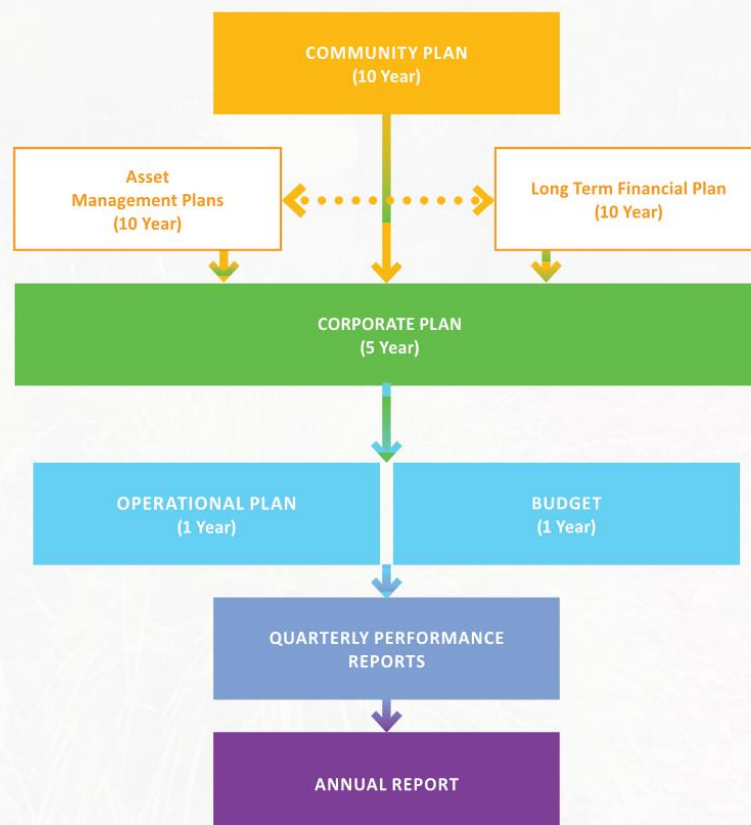 COMMUNITY PLAN
(10 Year)
Asset
Management Plans
(10 Year)
Long Term Financial Plan
(10 Year)
CORPORATE PLAN
(5 Year)
OPERATIONAL PLAN
(1 Year)
BUDGET
(1 Year)
QUARTERLY PERFORMANCE
REPORTS
ANNUAL REPORT